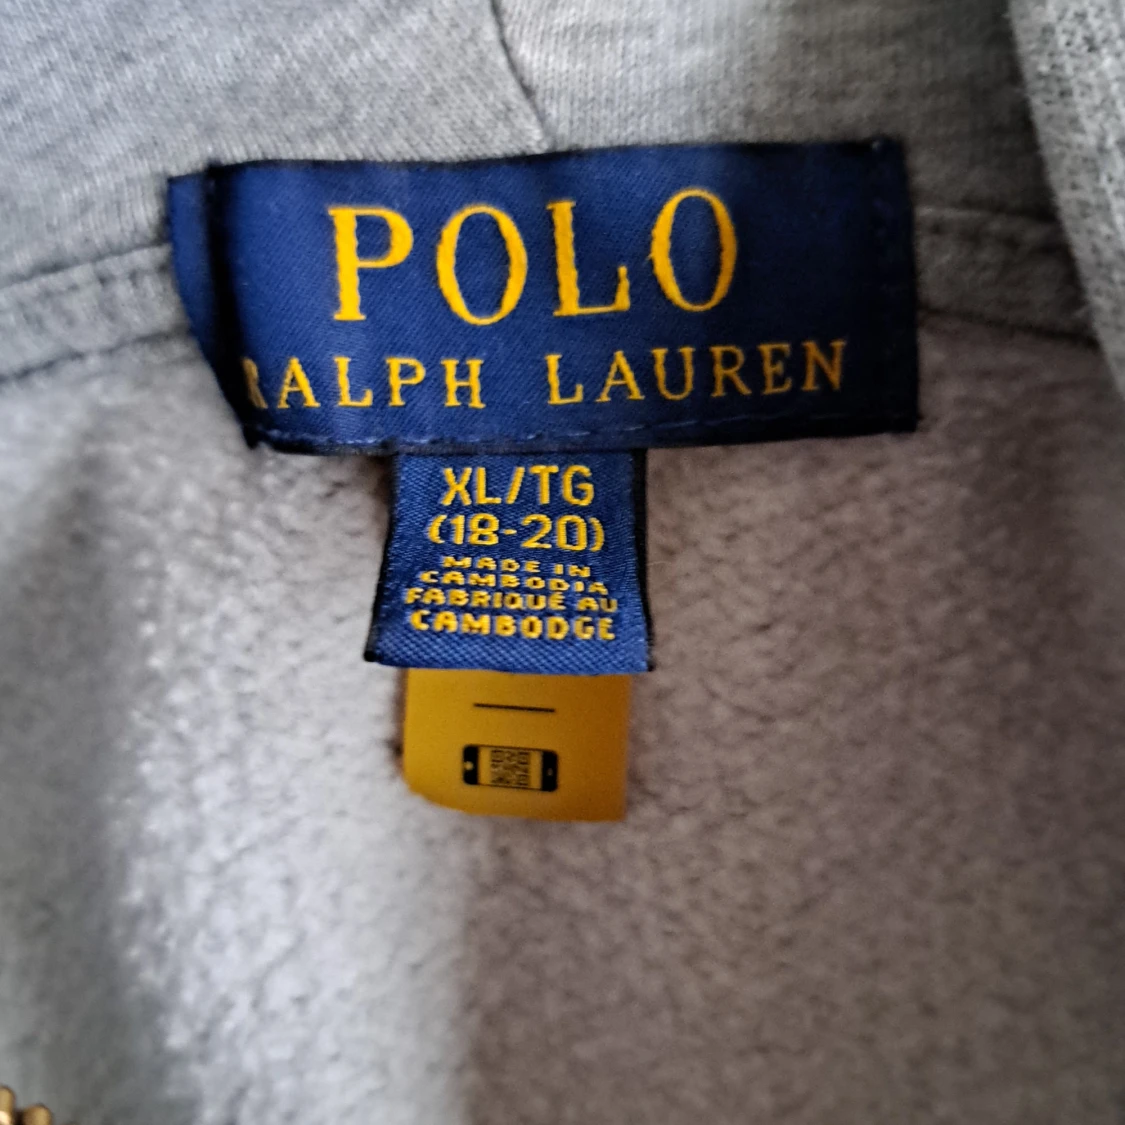 POLO
RALPH LAUREN
XL/TG
(18-20)
MADE IN
CAMBODIA
FABRIQUÉ AU
CAMBODGE